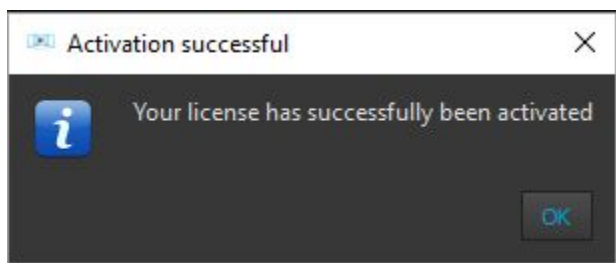 Activation successful
Your license has successfully been activated
OK